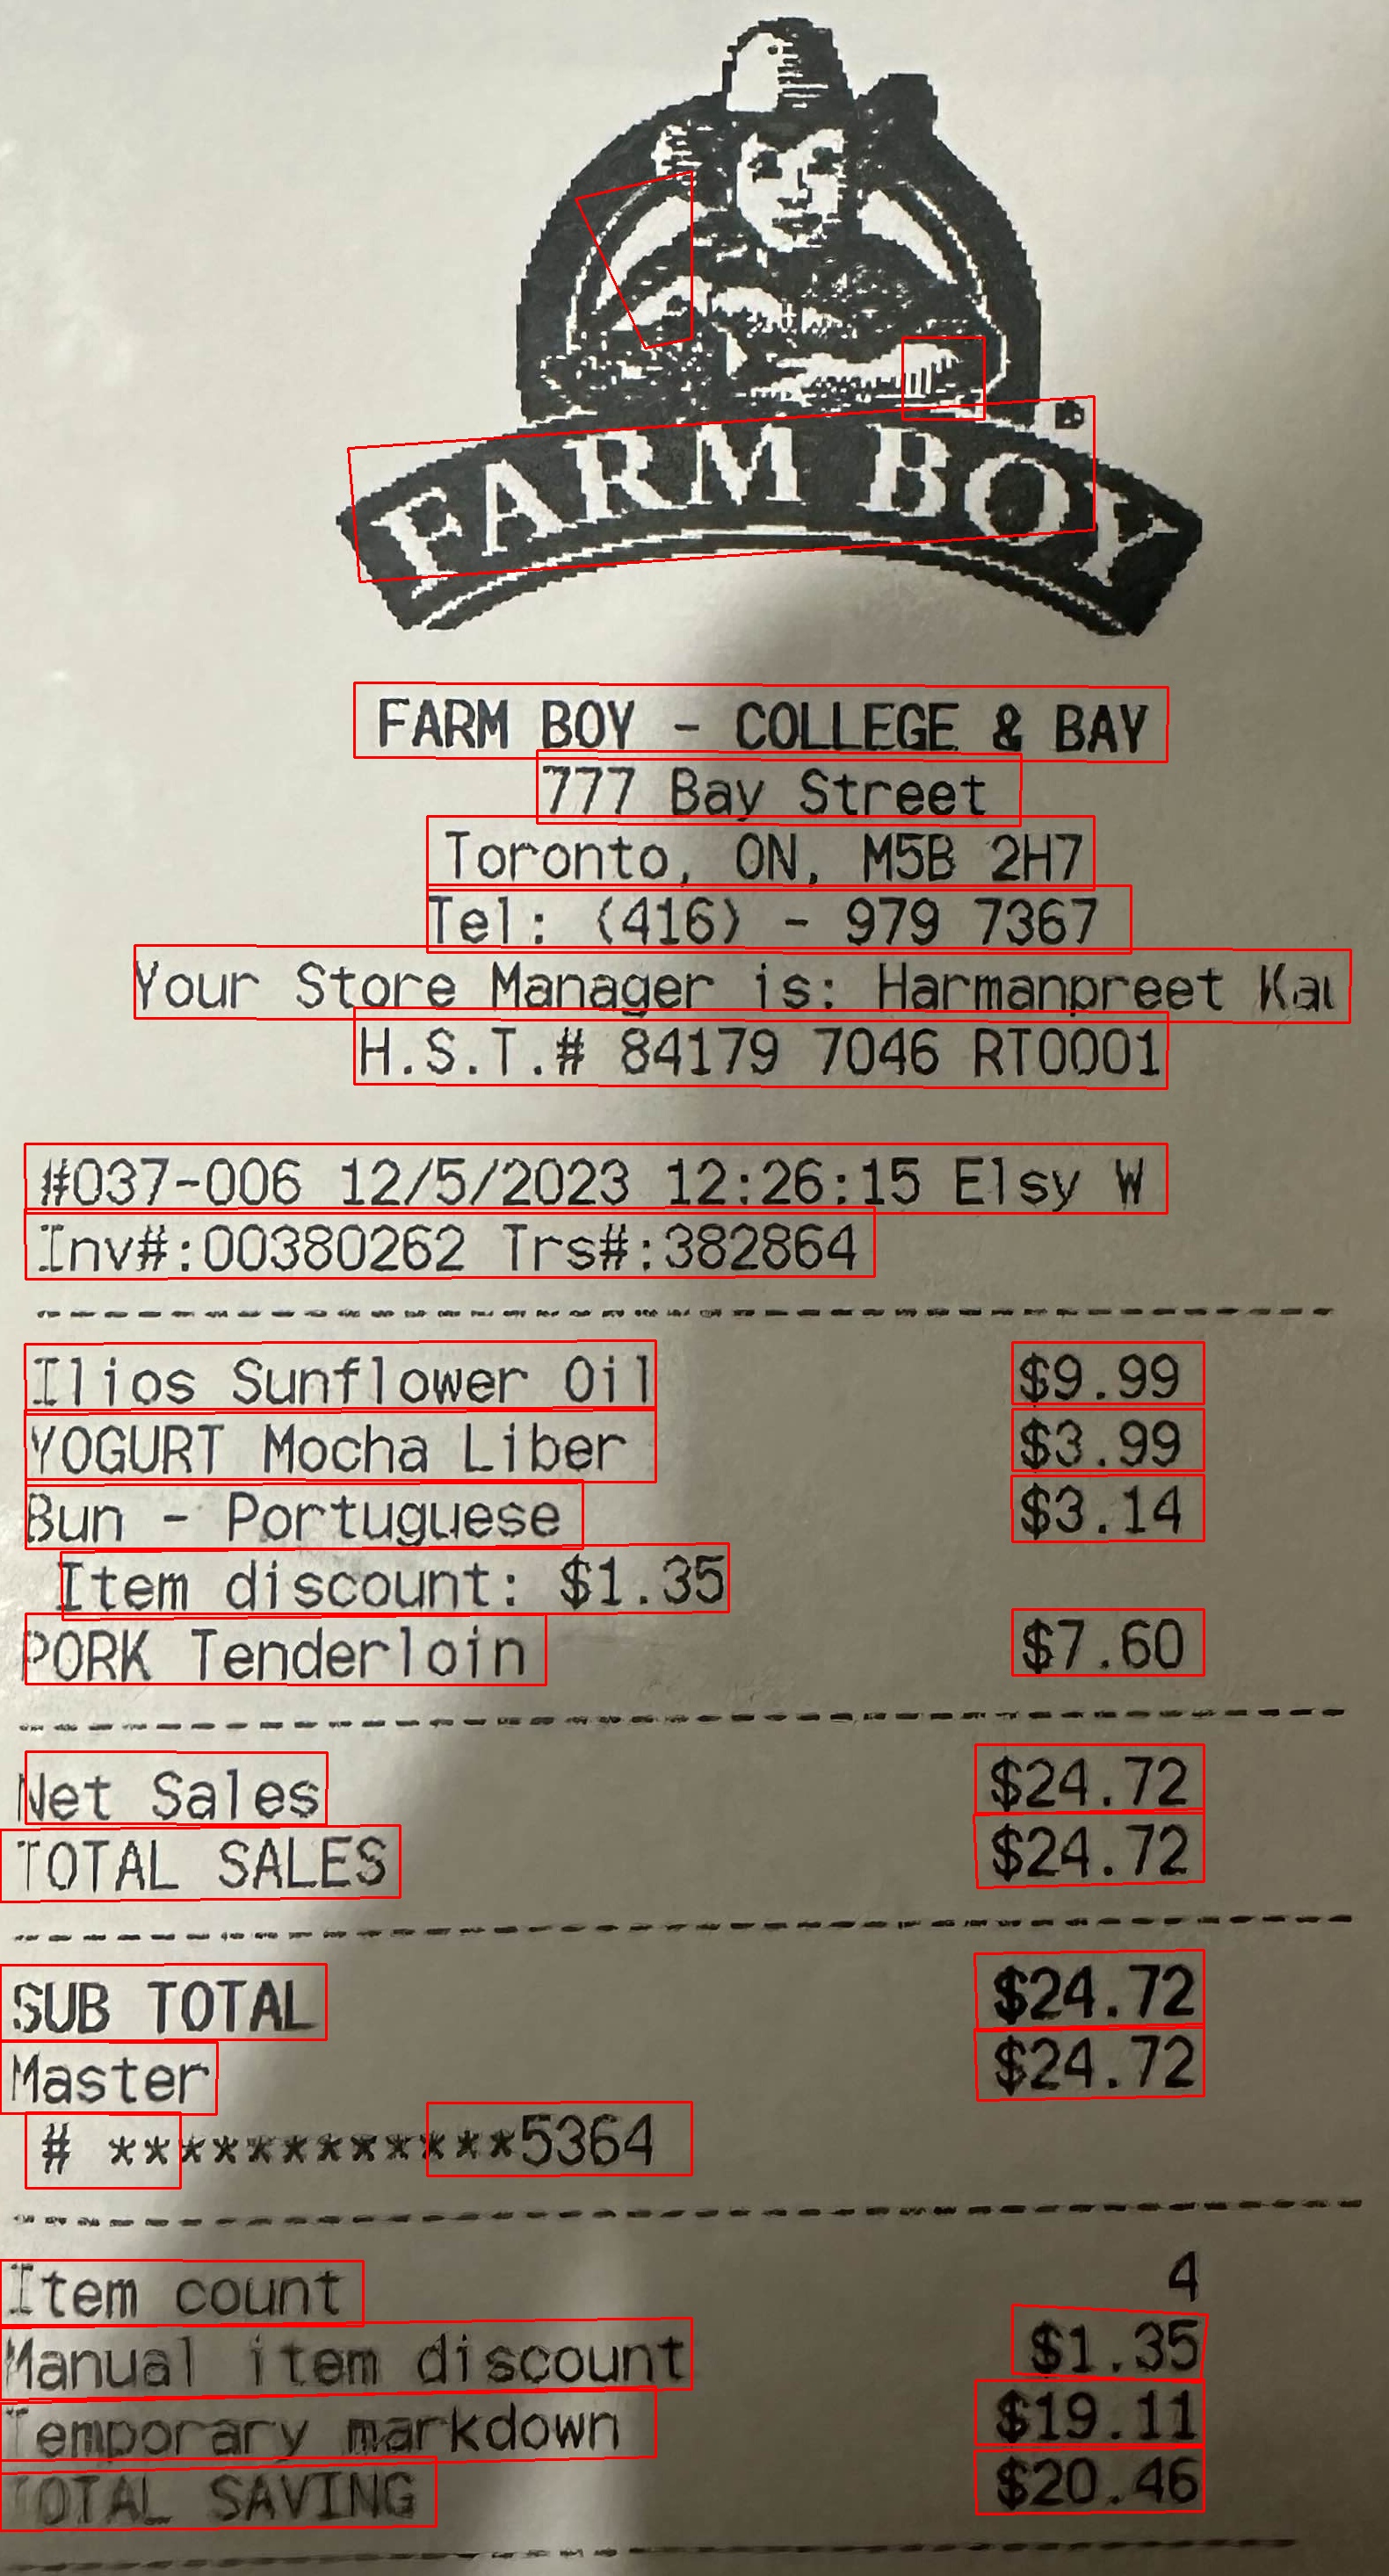 FARM BOY
FARM BOY - COLLEGE & BAY
777 Bay Street
Toronto, ON, M5B 2H7
Tel: (416) - 979 7367
Your Store Manager is: Harmanpreet Kau
H.S.T.# 84179 7046 RT0001
#037-006 12/5/2023 12:26:15 Elsy W
Inv#:00380262 Trs#:382864
Ilios Sunflower Oil $9.99
YOGURT Mocha Liber $3.99
Bun - Portuguese $3.14
Item discount: $1.35
PORK Tenderloin $7.60
Net Sales $24.72
TOTAL SALES $24.72
SUB TOTAL $24.72
Master $24.72
# ************5364
Item count 4
Manual item discount $1.35
Temporary markdown $19.11
TOTAL SAVING $20.46